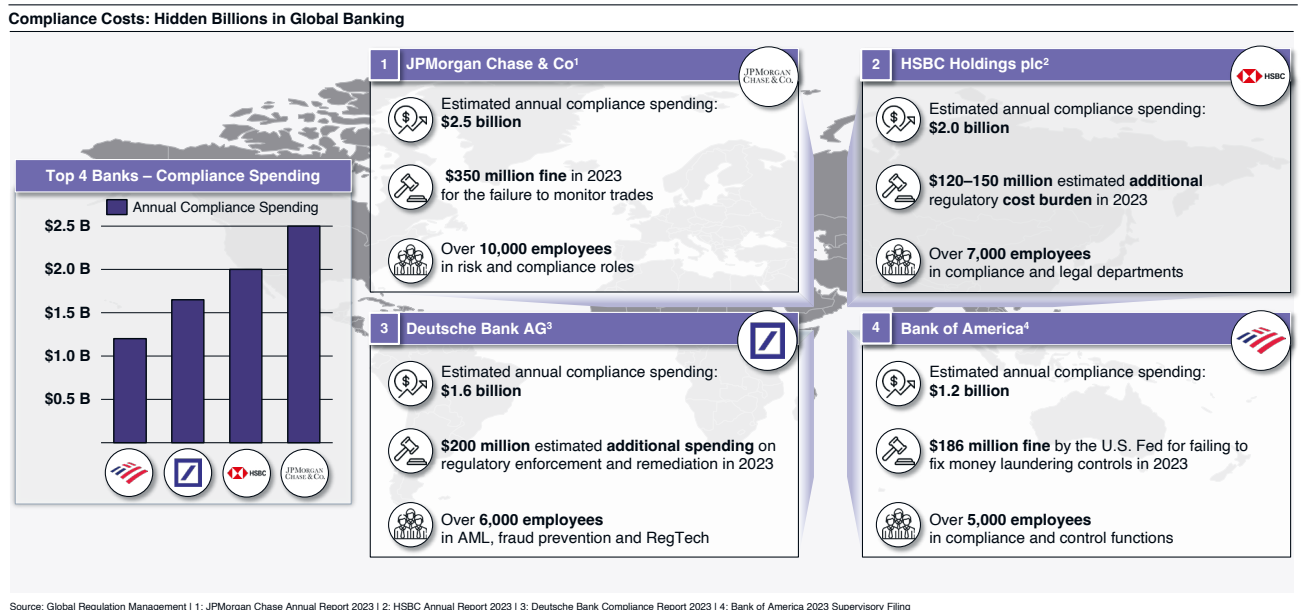 Compliance Costs: Hidden Billions in Global Banking
Top 4 Banks – Compliance Spending
Annual Compliance Spending
$2.5 B
$2.0 B
$1.5 B
$1.0 B
$0.5 B
HSBC
JPMORGAN
CHASE & CO.
1
JPMorgan Chase & Co¹
JPMORGAN
CHASE & CO.
Estimated annual compliance spending:
$2.5 billion
$350 million fine in 2023
for the failure to monitor trades
Over 10,000 employees
in risk and compliance roles
2
HSBC Holdings plc²
HSBC
Estimated annual compliance spending:
$2.0 billion
$120–150 million estimated additional
regulatory cost burden in 2023
Over 7,000 employees
in compliance and legal departments
3
Deutsche Bank AG³
Estimated annual compliance spending:
$1.6 billion
$200 million estimated additional spending on
regulatory enforcement and remediation in 2023
Over 6,000 employees
in AML, fraud prevention and RegTech
4
Bank of America⁴
Estimated annual compliance spending:
$1.2 billion
$186 million fine by the U.S. Fed for failing to
fix money laundering controls in 2023
Over 5,000 employees
in compliance and control functions
Source: Global Regulation Management | 1: JPMorgan Chase Annual Report 2023 | 2: HSBC Annual Report 2023 | 3: Deutsche Bank Compliance Report 2023 | 4: Bank of America 2023 Supervisory Filing